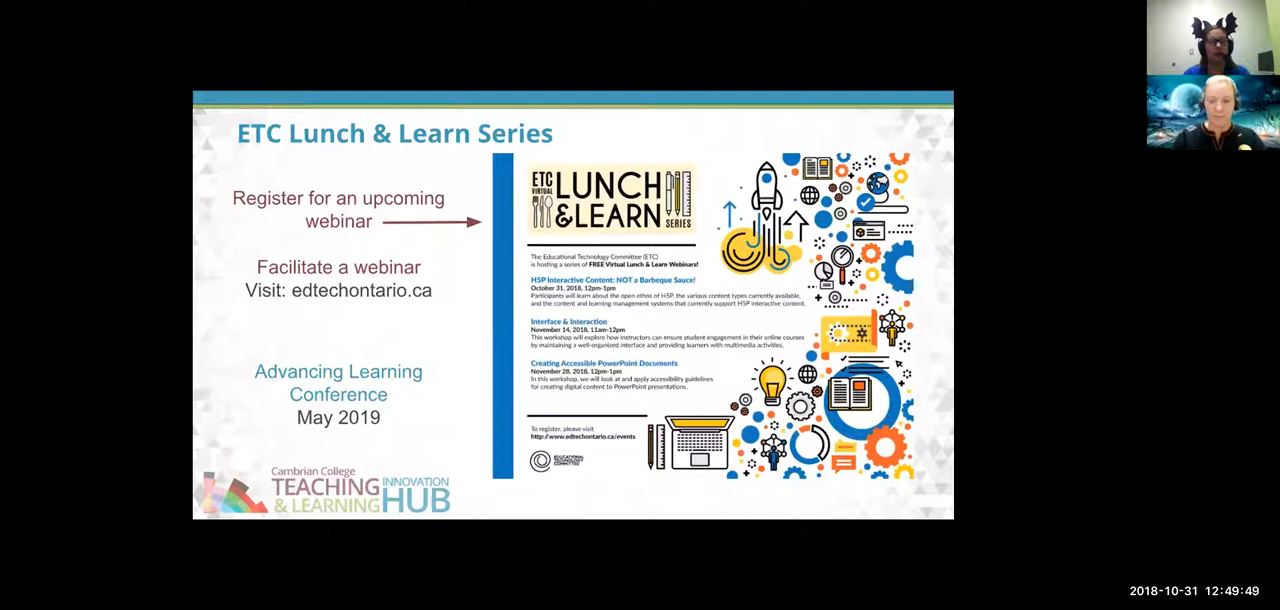 ETC Lunch & Learn Series
Register for an upcoming
webinar
Facilitate a webinar
Visit: edtechontario.ca
Advancing Learning
Conference
May 2019
Cambrian College
TEACHING
& LEARNING
INNOVATION
HUB
ETC
VIRTUAL
LUNCH
& LEARN
SERIES
The Educational Technology Committee (ETC)
is hosting a series of FREE Virtual Lunch & Learn Webinars!
H5P Interactive Content: NOT a Barbeque Sauce!
October 31, 2018, 12pm-1pm
Participants will learn about the open ethos of H5P, the various content types currently available,
and the content and learning management systems that currently support H5P interactive content.
Interface & Interaction
November 14, 2018, 11am-12pm
This workshop will explore how instructors can ensure student engagement in their online courses
by maintaining a well-organized interface and providing learners with multimedia activities.
Creating Accessible PowerPoint Documents
November 28, 2018, 12pm-1pm
In this workshop, we will look at and apply accessibility guidelines
for creating digital content to PowerPoint presentations.
To register, please visit
http://www.edtechontario.ca/events
EDUCATIONAL
TECHNOLOGY
COMMITTEE
2018-10-31 12:49:49